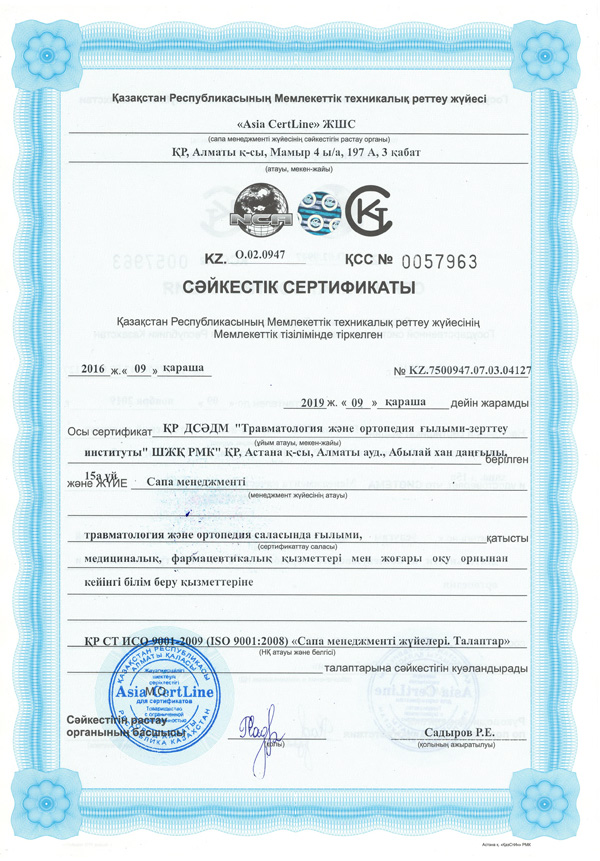 Қазақстан Республикасының Мемлекеттік техникалық реттеу жүйесі
«Asia CertLine» ЖШС
(сапа менеджменті жүйесінің сәйкестігін растау органы)
ҚР, Алматы қ-сы, Мамыр 4 ы/а, 197 А, 3 қабат
(атауы, мекен-жайы)
NCA
KZ. О.02.0947 ҚСС № 0057963
СӘЙКЕСТІК СЕРТИФИКАТЫ
Қазақстан Республикасының Мемлекеттік техникалық реттеу жүйесінің
Мемлекеттік тізілімінде тіркелген
2016 ж.« 09 » қараша № KZ.7500947.07.03.04127
2019 ж. « 09 » қараша дейін жарамды
Осы сертификат ҚР ДСӘДМ "Травматология және ортопедия ғылыми-зерттеу
(ұйым атауы, мекен-жайы)
институты" ШЖҚ РМК" ҚР, Астана қ-сы, Алматы ауд., Абылай хан даңғылы, берілген
15а үй
және ЖҮЙЕ Сапа менеджменті
(менеджмент жүйесінің атауы)
травматология және ортопедия саласында ғылыми, қатысты
(сертификаттау саласы)
медициналық, фармацевтикалық қызметтері мен жоғары оқу орнынан
кейінгі білім беру қызметтеріне
ҚР СТ ИСО 9001-2009 (ISO 9001:2008) «Сапа менеджменті жүйелері. Талаптар»
(НҚ атауы және белгісі)
талаптарына сәйкестігін куәландырады
ҚАЗАҚСТАН РЕСПУБЛИКАСЫ
АЛМАТЫ ҚАЛАСЫ
Asia CertLine
М.О.
для сертификатов
Товарищество
с ограниченной
РЕСПУБЛИКА КАЗАХСТАН
Сәйкестігін растау
органының басшысы
(қолы)
Садыров Р.Е.
(қолының ажыратылуы)